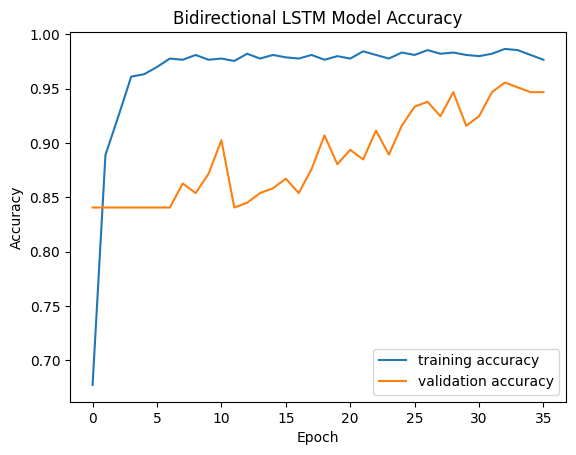 Bidirectional LSTM Model Accuracy
1.00
0.95
0.90
0.85
0.80
0.75
0.70
Accuracy
0 5 10 15 20 25 30 35
Epoch
training accuracy
validation accuracy